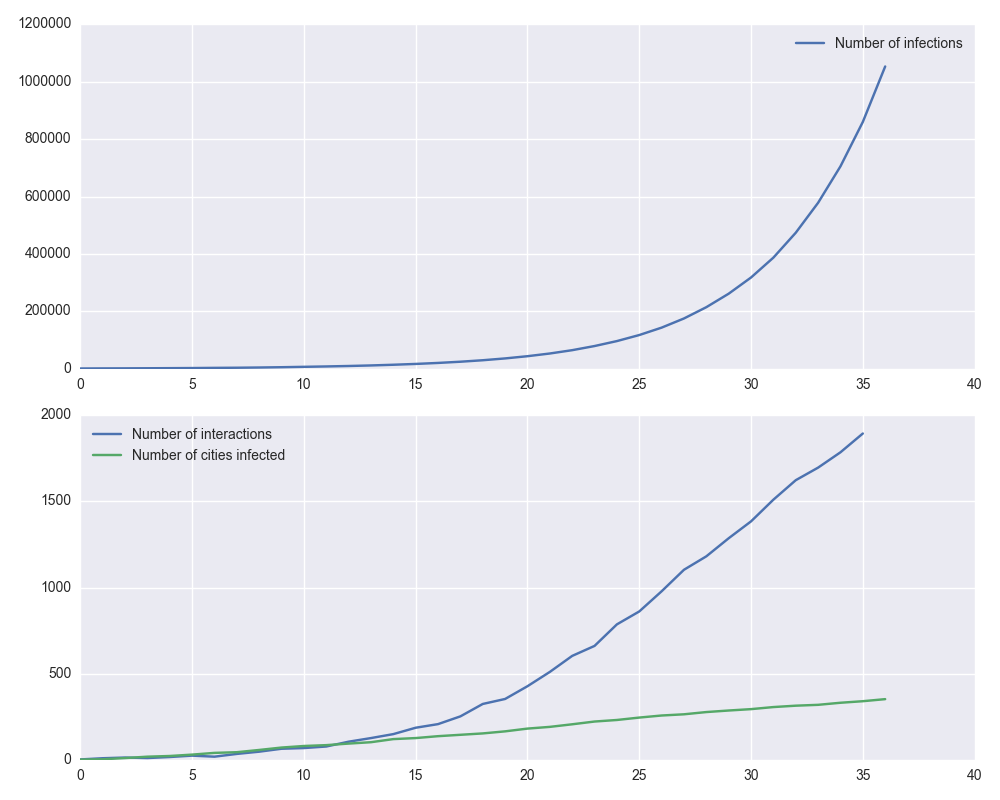 1200000
Number of infections
1000000
800000
600000
400000
200000
0
0 5 10 15 20 25 30 35 40
2000
Number of interactions
Number of cities infected
1500
1000
500
0
0 5 10 15 20 25 30 35 40